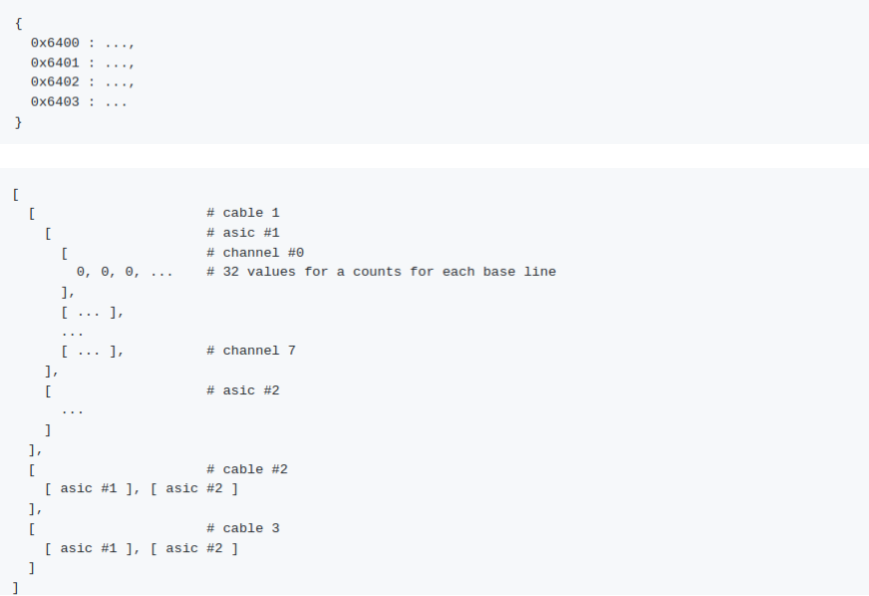 {
  0x6400 : ...,
  0x6401 : ...,
  0x6402 : ...,
  0x6403 : ...
}
[
  [                     # cable 1
    [                   # asic #1
      [                 # channel #0
        0, 0, 0, ...    # 32 values for a counts for each base line
      ],
      [ ... ],
      ...
      [ ... ],          # channel 7
    ],
    [                   # asic #2
      ...
    ]
  ],
  [                     # cable #2
    [ asic #1 ], [ asic #2 ]
  ],
  [                     # cable 3
    [ asic #1 ], [ asic #2 ]
  ]
]